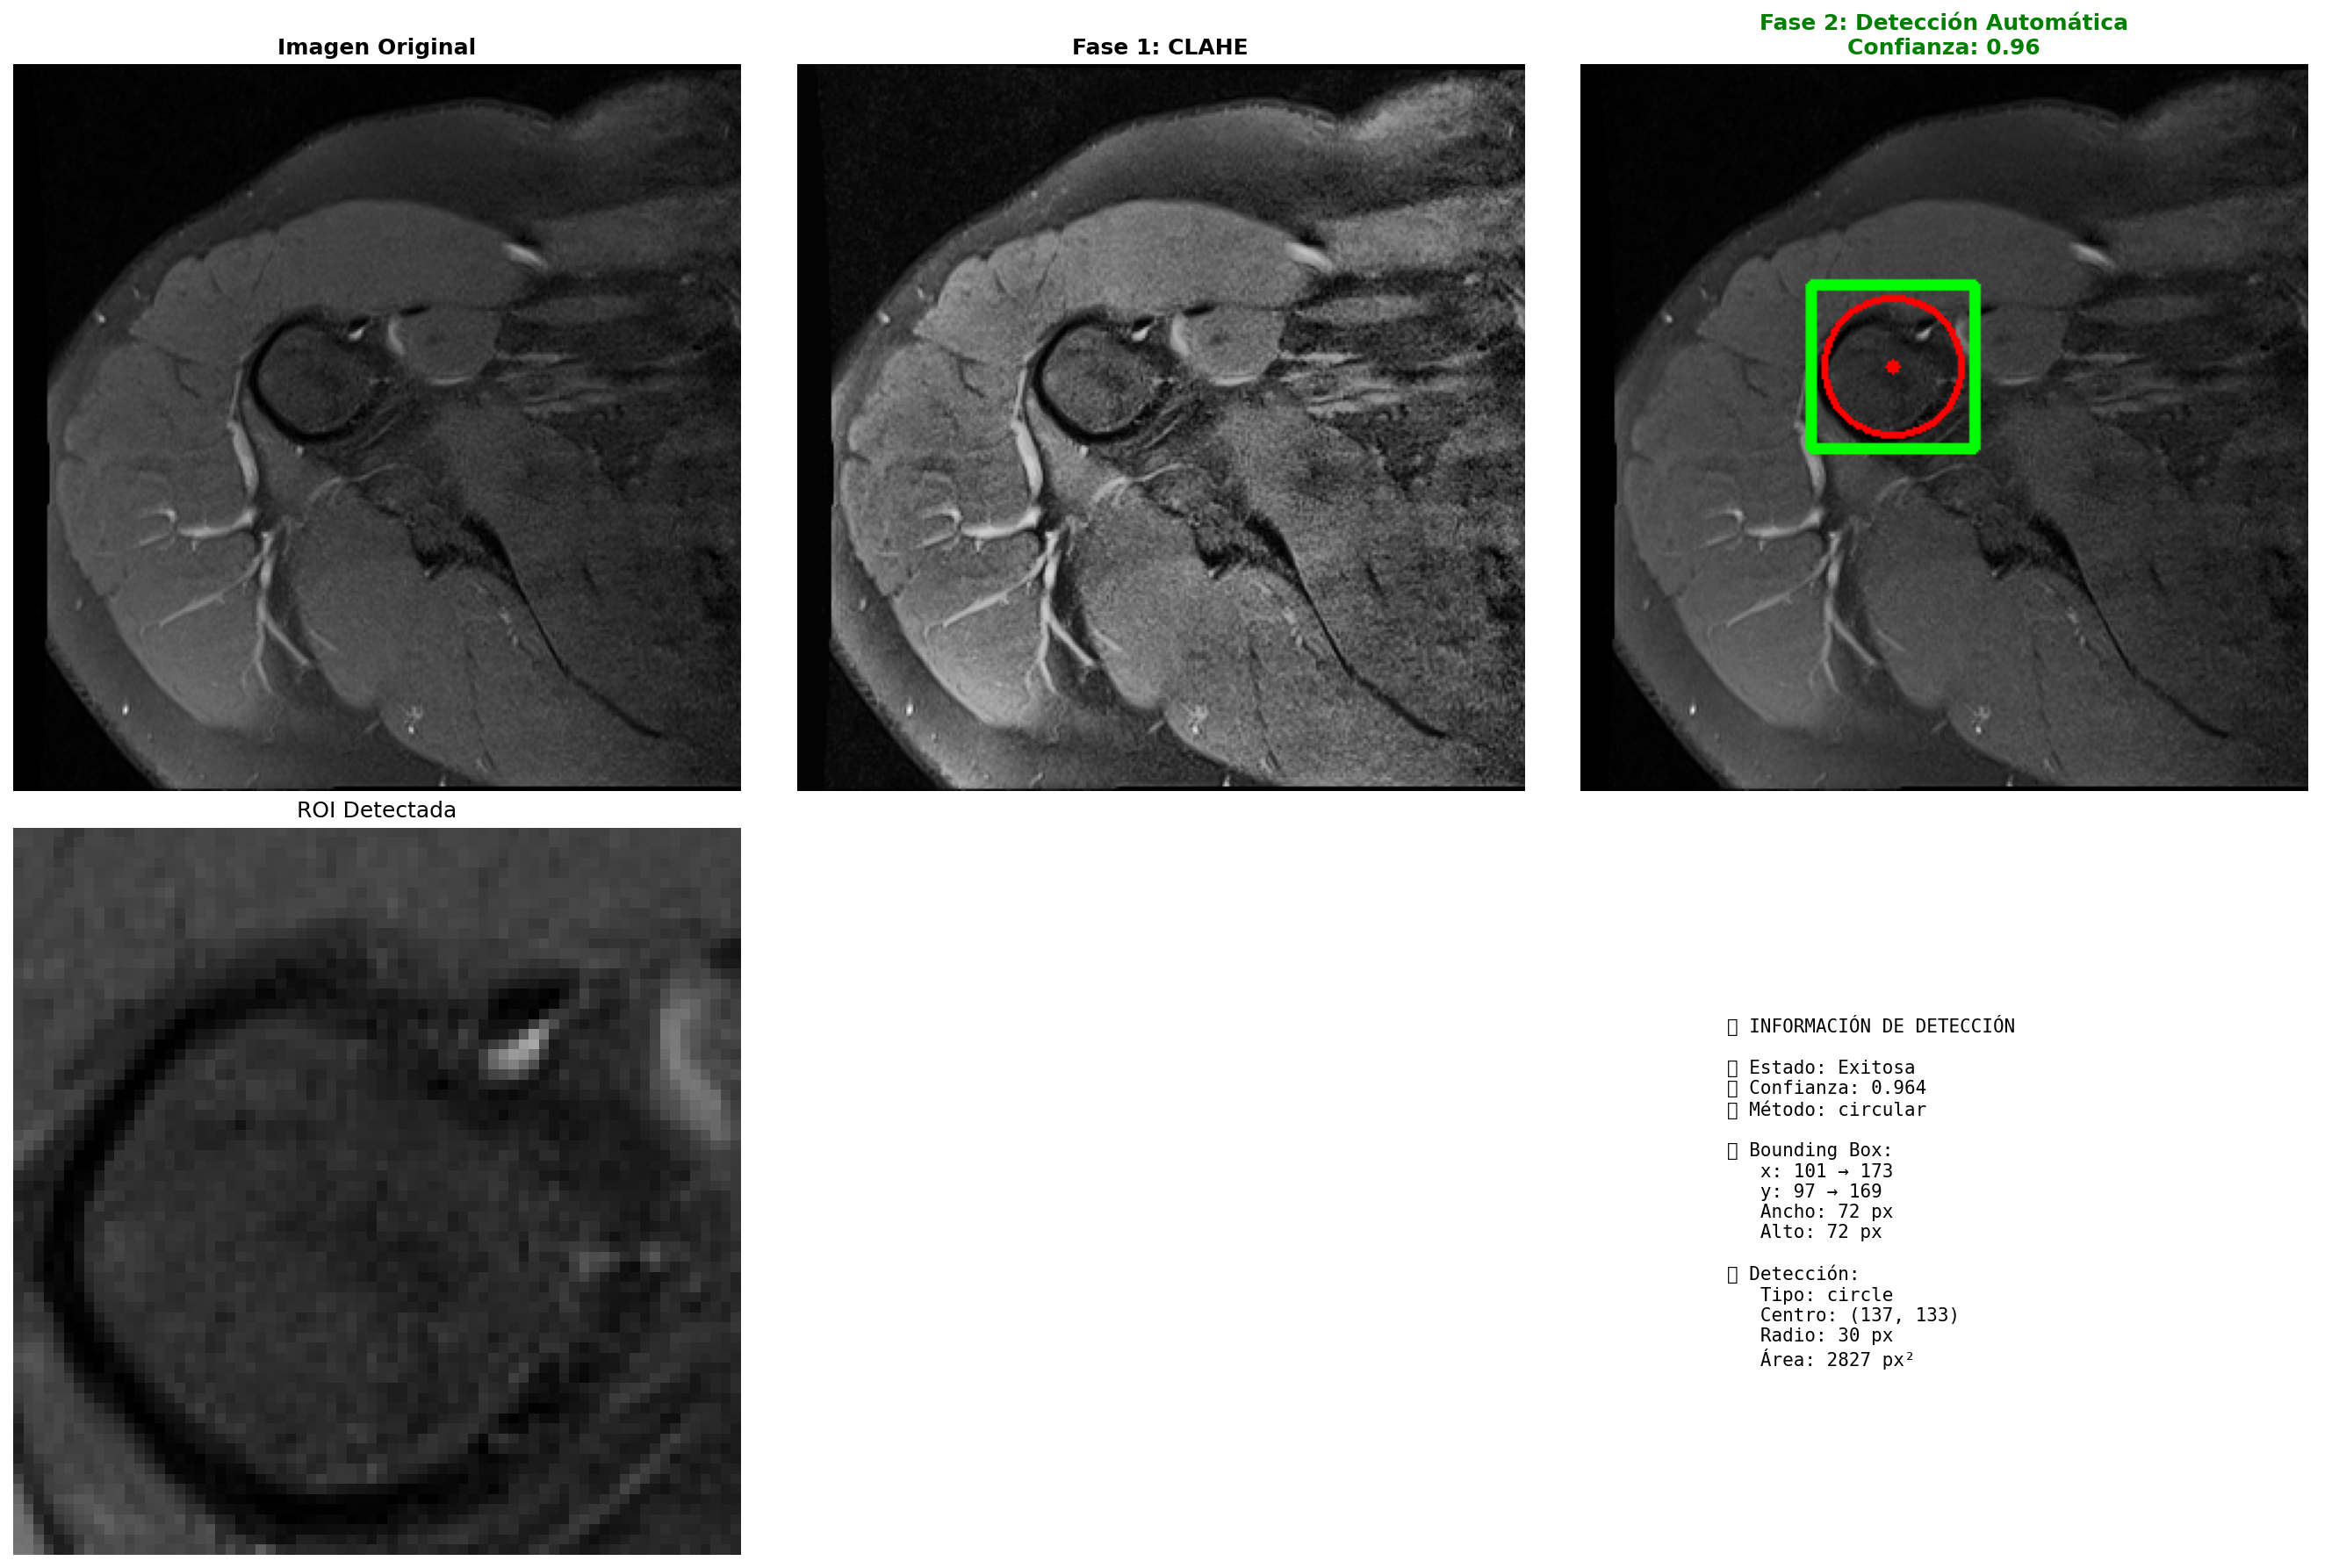 Imagen Original
Fase 1: CLAHE
Fase 2: Detección Automática
Confianza: 0.96
ROI Detectada
INFORMACIÓN DE DETECCIÓN
Estado: Exitosa
Confianza: 0.964
Método: circular
Bounding Box:
x: 101 → 173
y: 97 → 169
Ancho: 72 px
Alto: 72 px
Detección:
Tipo: circle
Centro: (137, 133)
Radio: 30 px
Área: 2827 px²